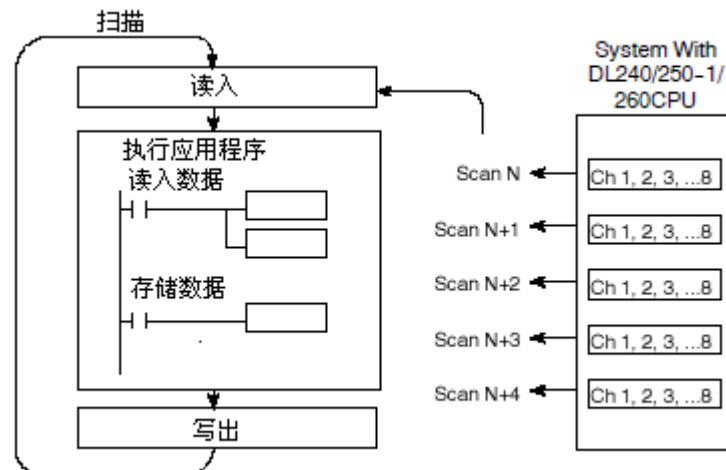 扫描
读入
执行应用程序
读入数据
存储数据
写出
System With
DL240/250-1/
260CPU
Scan N
Ch 1, 2, 3, ...8
Scan N+1
Ch 1, 2, 3, ...8
Scan N+2
Ch 1, 2, 3, ...8
Scan N+3
Ch 1, 2, 3, ...8
Scan N+4
Ch 1, 2, 3, ...8